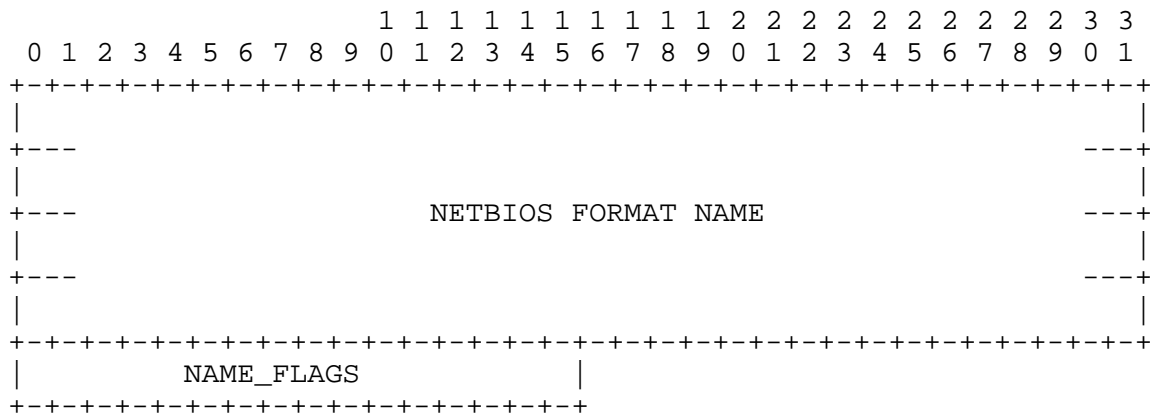 1 1 1 1 1 1 1 1 1 1 2 2 2 2 2 2 2 2 2 2 3 3
 0 1 2 3 4 5 6 7 8 9 0 1 2 3 4 5 6 7 8 9 0 1 2 3 4 5 6 7 8 9 0 1
+-+-+-+-+-+-+-+-+-+-+-+-+-+-+-+-+-+-+-+-+-+-+-+-+-+-+-+-+-+-+-+-+
|                                                               |
+---                                                         ---+
|                                                               |
+---                    NETBIOS FORMAT NAME                  ---+
|                                                               |
+---                                                         ---+
|                                                               |
+-+-+-+-+-+-+-+-+-+-+-+-+-+-+-+-+-+-+-+-+-+-+-+-+-+-+-+-+-+-+-+-+
|         NAME_FLAGS            |
+-+-+-+-+-+-+-+-+-+-+-+-+-+-+-+-+